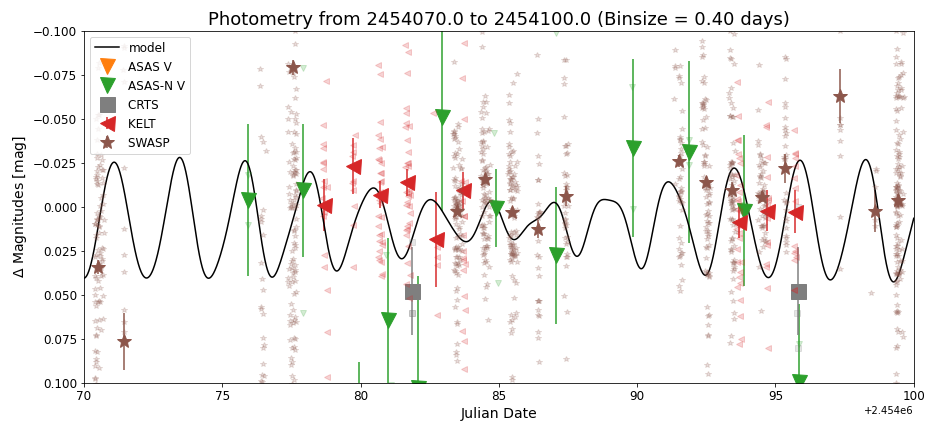 Photometry from 2454070.0 to 2454100.0 (Binsize = 0.40 days)
model
ASAS V
ASAS-N V
CRTS
KELT
SWASP
Δ Magnitudes [mag]
−0.100
−0.075
−0.050
−0.025
0.000
0.025
0.050
0.075
0.100
70
75
80
85
90
95
100
Julian Date
+2.454e6